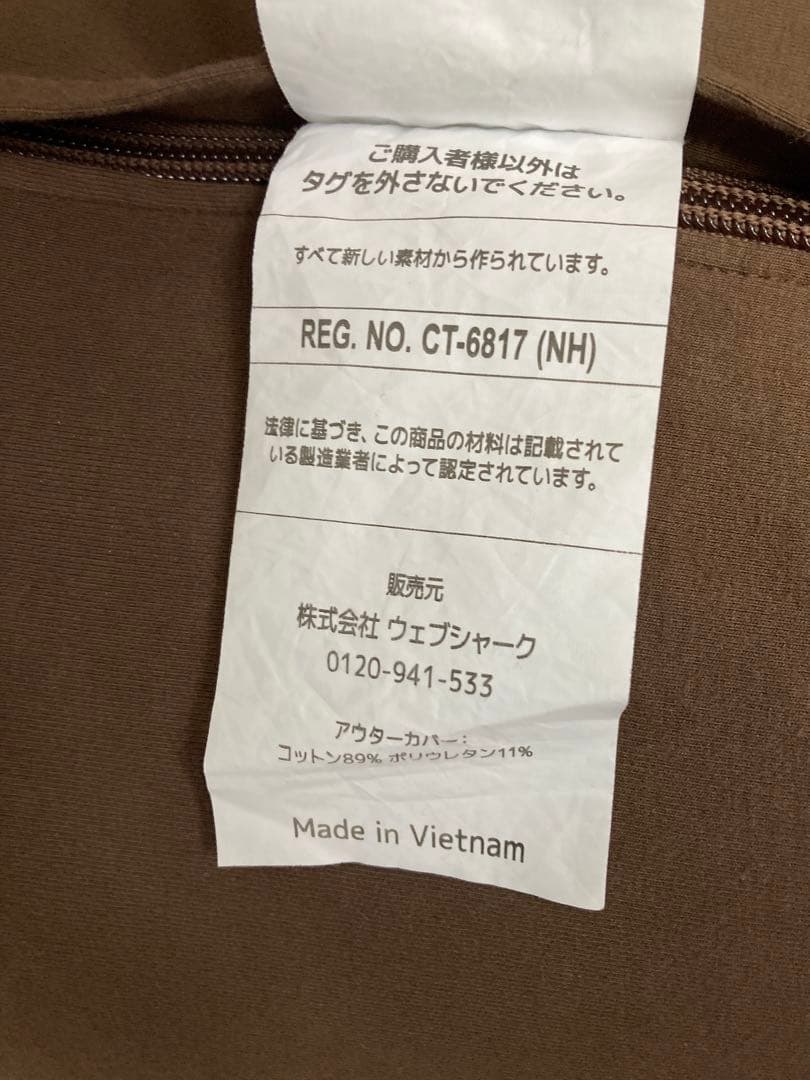 ご購入者様以外は
タグを外さないでください。
すべて新しい素材から作られています。
REG. NO. CT-6817 (NH)
法律に基づき、この商品の材料は記載されて
いる製造業者によって認定されています。
販売元
株式会社 ウェブシャーク
0120-941-533
アウターカバー：
コットン89% ポリウレタン11%
Made in Vietnam